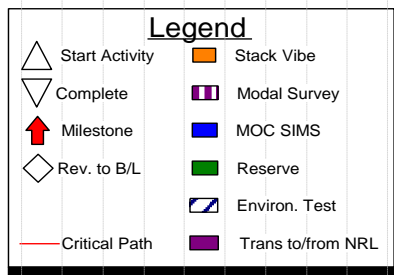 Legend
Start Activity
Stack Vibe
Complete
Modal Survey
Milestone
MOC SIMS
Rev. to B/L
Reserve
Environ. Test
Critical Path
Trans to/from NRL